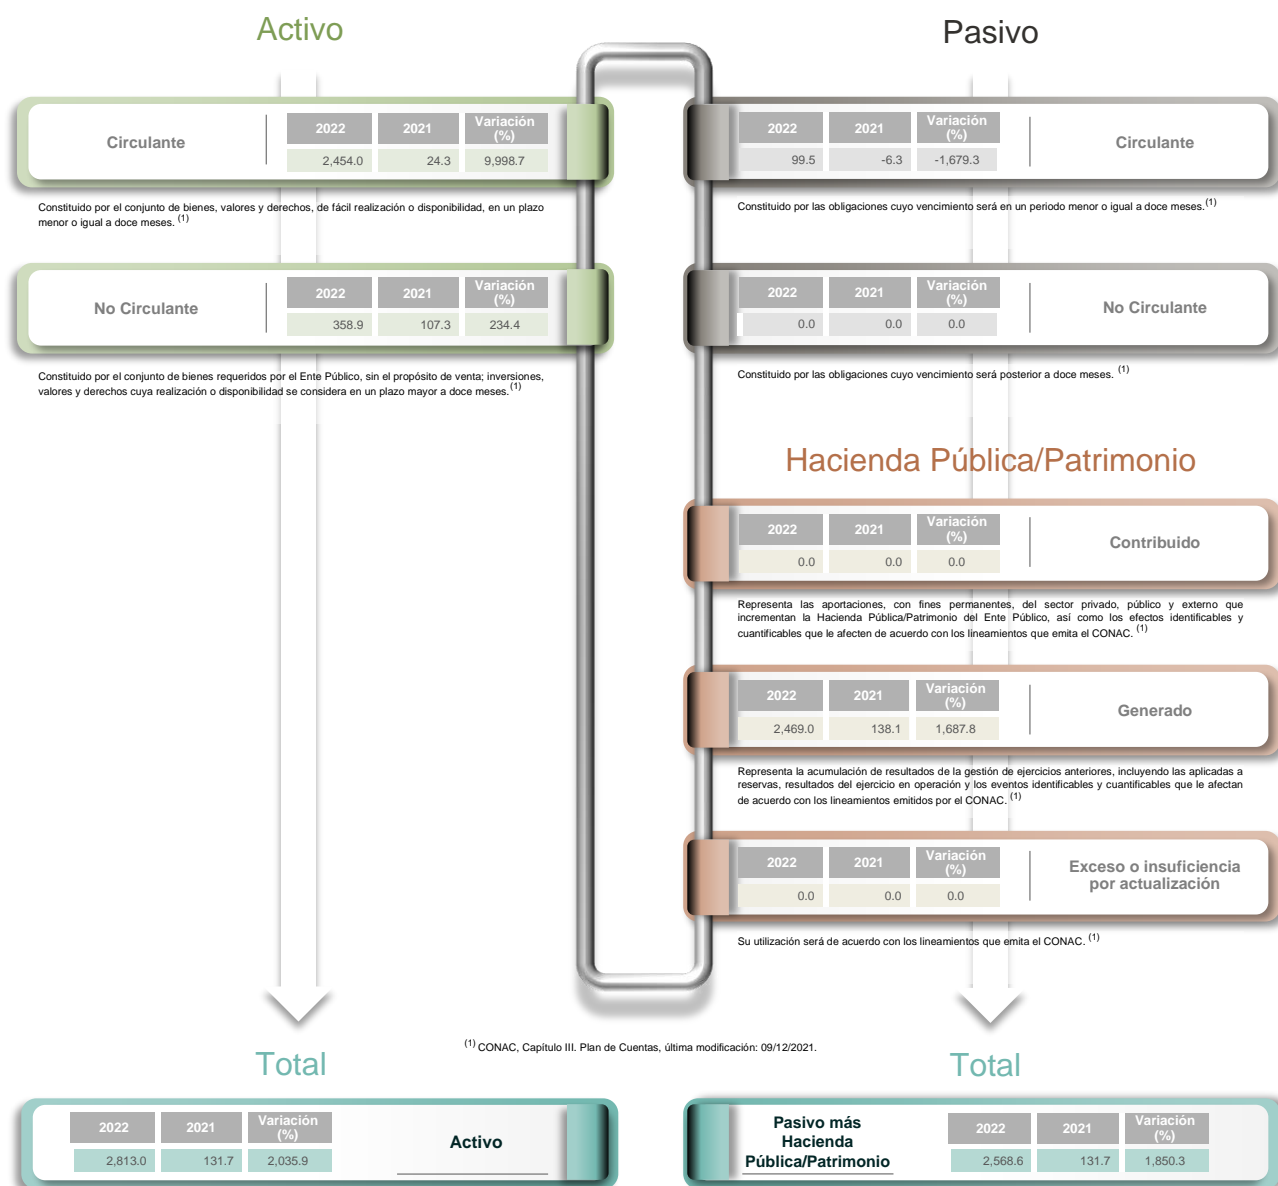 Activo
Circulante
2022 2021 Variación
(%)
2,454.0 24.3 9,998.7
Constituido por el conjunto de bienes, valores y derechos, de fácil realización o disponibilidad, en un plazo
menor o igual a doce meses. (1)
No Circulante
2022 2021 Variación
(%)
358.9 107.3 234.4
Constituido por el conjunto de bienes requeridos por el Ente Público, sin el propósito de venta; inversiones,
valores y derechos cuya realización o disponibilidad se considera en un plazo mayor a doce meses. (1)
Pasivo
2022 2021 Variación
(%)
99.5 -6.3 -1,679.3
Circulante
Constituido por las obligaciones cuyo vencimiento será en un periodo menor o igual a doce meses. (1)
2022 2021 Variación
(%)
0.0 0.0 0.0
No Circulante
Constituido por las obligaciones cuyo vencimiento será posterior a doce meses. (1)
Hacienda Pública/Patrimonio
2022 2021 Variación
(%)
0.0 0.0 0.0
Contribuido
Representa las aportaciones, con fines permanentes, del sector privado, público y externo que
incrementan la Hacienda Pública/Patrimonio del Ente Público, así como los efectos identificables y
cuantificables que le afecten de acuerdo con los lineamientos que emita el CONAC. (1)
2022 2021 Variación
(%)
2,469.0 138.1 1,687.8
Generado
Representa la acumulación de resultados de la gestión de ejercicios anteriores, incluyendo las aplicadas a
reservas, resultados del ejercicio en operación y los eventos identificables y cuantificables que le afectan
de acuerdo con los lineamientos emitidos por el CONAC. (1)
2022 2021 Variación
(%)
0.0 0.0 0.0
Exceso o insuficiencia
por actualización
Su utilización será de acuerdo con los lineamientos que emita el CONAC. (1)
(1) CONAC, Capítulo III. Plan de Cuentas, última modificación: 09/12/2021.
Total
2022 2021 Variación
(%)
2,813.0 131.7 2,035.9
Activo
Total
Pasivo más
Hacienda
Pública/Patrimonio
2022 2021 Variación
(%)
2,568.6 131.7 1,850.3